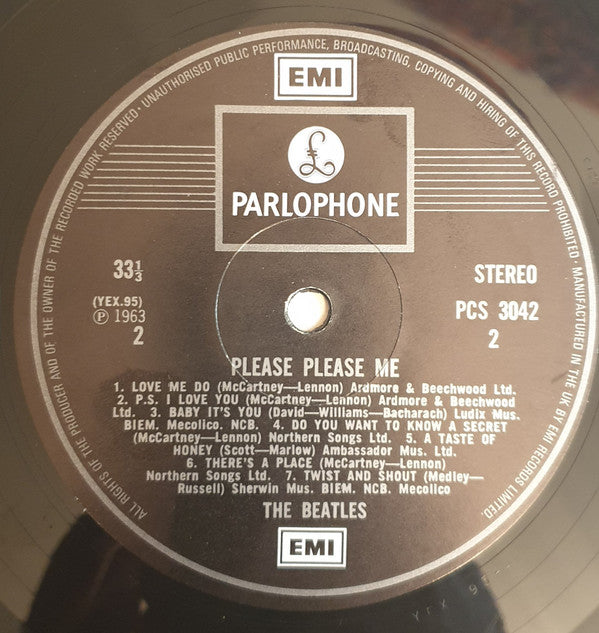 ALL RIGHTS OF THE PRODUCER AND OF THE OWNER OF THE RECORDED WORK RESERVED · UNAUTHORISED PUBLIC PERFORMANCE, BROADCASTING, COPYING AND HIRING OF THIS RECORD PROHIBITED · MANUFACTURED IN THE UK BY EMI RECORDS LIMITED.
EMI
£
PARLOPHONE
33⅓
STEREO
(YEX.95)
PCS 3042
Ⓟ 1963
2
2
PLEASE PLEASE ME
1. LOVE ME DO (McCartney—Lennon) Ardmore & Beechwood Ltd.
2. P.S. I LOVE YOU (McCartney—Lennon) Ardmore & Beechwood
Ltd. 3. BABY IT'S YOU (David—Williams—Bacharach) Ludix Mus.
BIEM. Mecolico. NCB. 4. DO YOU WANT TO KNOW A SECRET
(McCartney—Lennon) Northern Songs Ltd. 5. A TASTE OF
HONEY (Scott—Marlow) Ambassador Mus. Ltd.
6. THERE'S A PLACE (McCartney—Lennon)
Northern Songs Ltd. 7. TWIST AND SHOUT (Medley—
Russell) Sherwin Mus. BIEM. NCB. Mecolico
THE BEATLES
EMI